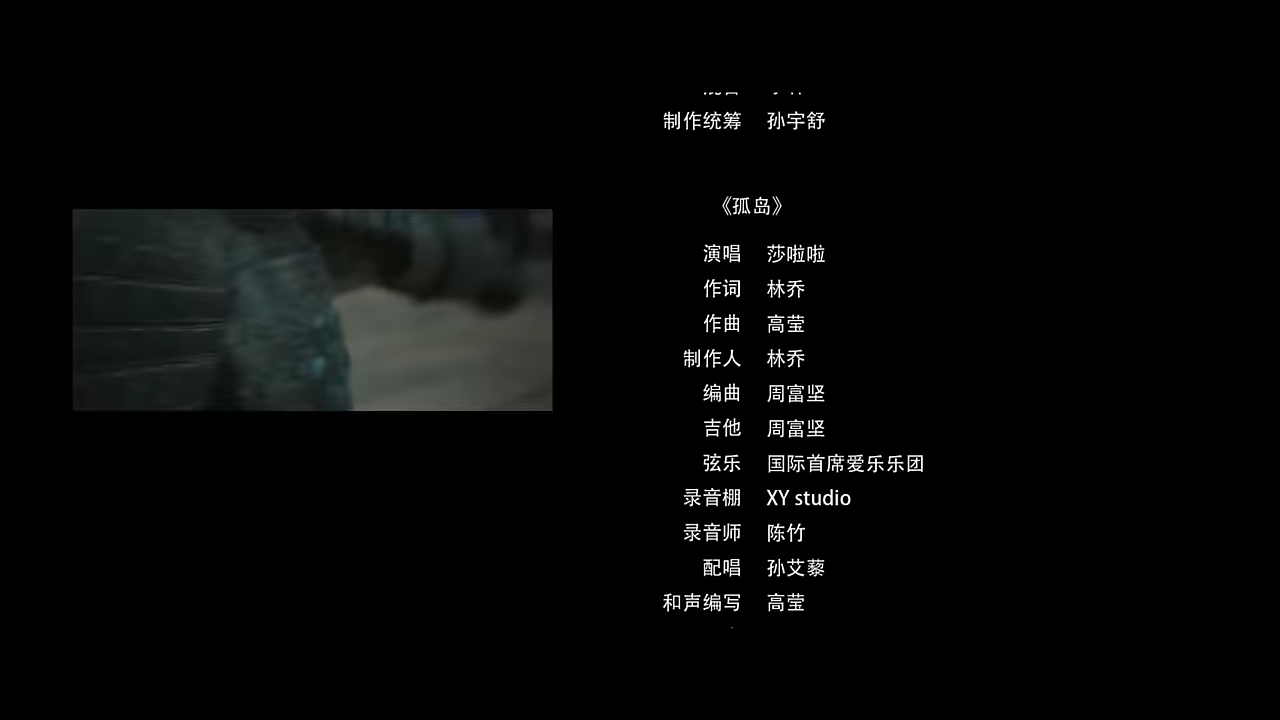 制作统筹 孙宇舒
《孤岛》
演唱 莎啦啦
作词 林乔
作曲 高莹
制作人 林乔
编曲 周富坚
吉他 周富坚
弦乐 国际首席爱乐乐团
录音棚 XY studio
录音师 陈竹
配唱 孙艾藜
和声编写 高莹